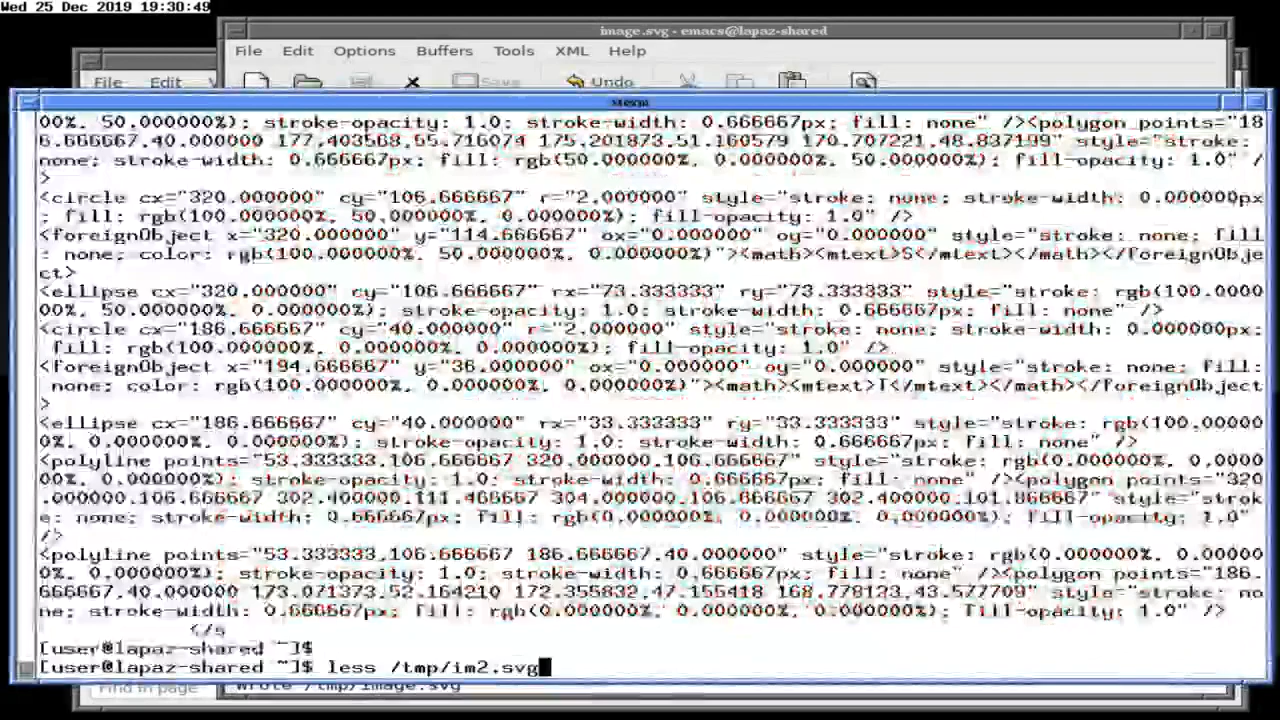 Wed 25 Dec 2019 19:30:49
image.svg - emacs@lapaz-shared
File Edit Options Buffers Tools XML Help
File Edit
Save Undo
xterm
00%, 50.000000%); stroke-opacity: 1.0; stroke-width: 0.666667px; fill: none" /><polygon points="18
6.666667,40.000000 177.403568,55.716074 175.201873,51.160579 170.707221,48.837199" style="stroke:
none; stroke-width: 0.666667px; fill: rgb(50.000000%, 0.000000%, 50.000000%); fill-opacity: 1.0" /
>
<circle cx="320.000000" cy="106.666667" r="2.000000" style="stroke: none; stroke-width: 0.000000px
; fill: rgb(100.000000%, 50.000000%, 0.000000%); fill-opacity: 1.0" />
<foreignObject x="320.000000" y="114.666667" ox="0.000000" oy="0.000000" style="stroke: none; fill
: none; color: rgb(100.000000%, 50.000000%, 0.000000%)"><math><mtext>S</mtext></math></foreignObje
ct>
<ellipse cx="320.000000" cy="106.666667" rx="73.333333" ry="73.333333" style="stroke: rgb(100.0000
00%, 50.000000%, 0.000000%); stroke-opacity: 1.0; stroke-width: 0.666667px; fill: none" />
<circle cx="186.666667" cy="40.000000" r="2.000000" style="stroke: none; stroke-width: 0.000000px;
fill: rgb(100.000000%, 0.000000%, 0.000000%); fill-opacity: 1.0" />
<foreignObject x="194.666667" y="36.000000" ox="0.000000" oy="0.000000" style="stroke: none; fill:
none; color: rgb(100.000000%, 0.000000%, 0.000000%)"><math><mtext>T</mtext></math></foreignObject
>
<ellipse cx="186.666667" cy="40.000000" rx="33.333333" ry="33.333333" style="stroke: rgb(100.00000
0%, 0.000000%, 0.000000%); stroke-opacity: 1.0; stroke-width: 0.666667px; fill: none" />
<polyline points="53.333333,106.666667 320.000000,106.666667" style="stroke: rgb(0.000000%, 0.0000
00%, 0.000000%); stroke-opacity: 1.0; stroke-width: 0.666667px; fill: none" /><polygon points="320
.000000,106.666667 302.400000,111.466667 304.000000,106.666667 302.400000,101.866667" style="strok
e: none; stroke-width: 0.666667px; fill: rgb(0.000000%, 0.000000%, 0.000000%); fill-opacity: 1.0"
/>
<polyline points="53.333333,106.666667 186.666667,40.000000" style="stroke: rgb(0.000000%, 0.00000
0%, 0.000000%); stroke-opacity: 1.0; stroke-width: 0.666667px; fill: none" /><polygon points="186.
666667,40.000000 173.071373,52.164210 172.355832,47.155418 168.778123,43.577709" style="stroke: no
ne; stroke-width: 0.666667px; fill: rgb(0.000000%, 0.000000%, 0.000000%); fill-opacity: 1.0" />
</s
[user@lapaz-shared ~]$
[user@lapaz-shared ~]$ less /tmp/im2.svg
Find in page
Wrote /tmp/image.svg